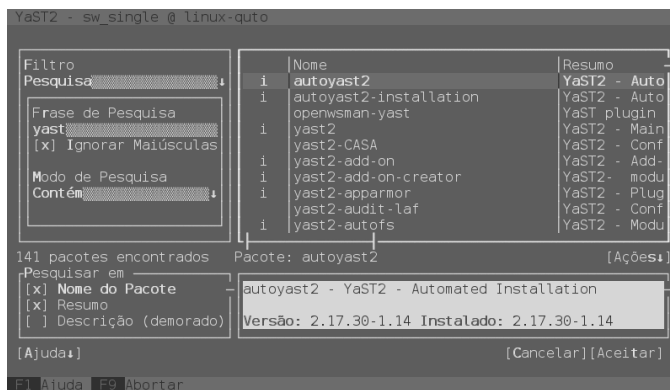 YaST2 - sw_single @ linux-quto
Filtro
Pesquisa
Frase de Pesquisa
yast
[x] Ignorar Maiúsculas
Modo de Pesquisa
Contém
141 pacotes encontrados
Pesquisar em
[x] Nome do Pacote
[x] Resumo
[ ] Descrição (demorado)
Nome Resumo
i autoyast2 YaST2 - Auto
i autoyast2-installation YaST2 - Auto
openwsman-yast YaST plugin
i yast2 YaST2 - Main
yast2-CASA YaST2 - Conf
i yast2-add-on YaST2 - Add-
i yast2-add-on-creator YaST2- modu
i yast2-apparmor YaST2 - Plug
yast2-audit-laf YaST2 - Conf
i yast2-autofs YaST2 - Modu
Pacote: autoyast2 [Ações↓]
autoyast2 - YaST2 - Automated Installation
Versão: 2.17.30-1.14 Instalado: 2.17.30-1.14
[Ajuda↓] [Cancelar][Aceitar]
F1 Ajuda F9 Abortar